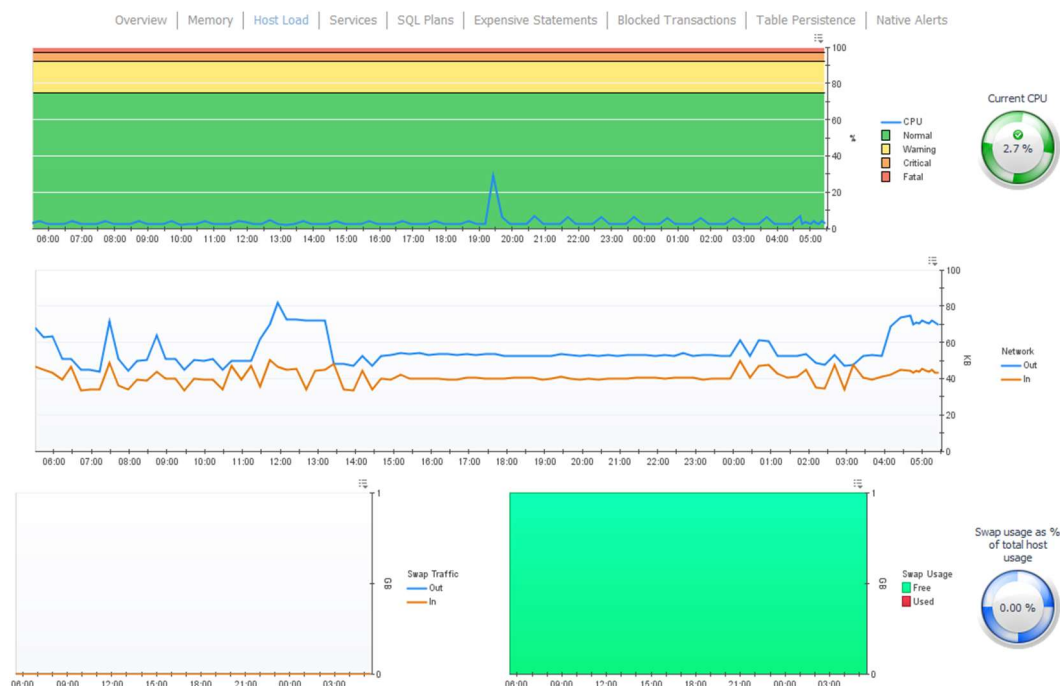 Overview | Memory | Host Load | Services | SQL Plans | Expensive Statements | Blocked Transactions | Table Persistence | Native Alerts
100
80
60
40
20
0
%
CPU
Normal
Warning
Critical
Fatal
Current CPU
2.7 %
06:00 07:00 08:00 09:00 10:00 11:00 12:00 13:00 14:00 15:00 16:00 17:00 18:00 19:00 20:00 21:00 22:00 23:00 00:00 01:00 02:00 03:00 04:00 05:00
100
80
60
40
20
0
KB
Network
Out
In
06:00 07:00 08:00 09:00 10:00 11:00 12:00 13:00 14:00 15:00 16:00 17:00 18:00 19:00 20:00 21:00 22:00 23:00 00:00 01:00 02:00 03:00 04:00 05:00
1
GB
0
Swap Traffic
Out
In
06:00 09:00 12:00 15:00 18:00 21:00 00:00 03:00
1
GB
0
Swap Usage
Free
Used
06:00 09:00 12:00 15:00 18:00 21:00 00:00 03:00
Swap usage as %
of total host
usage
0.00 %